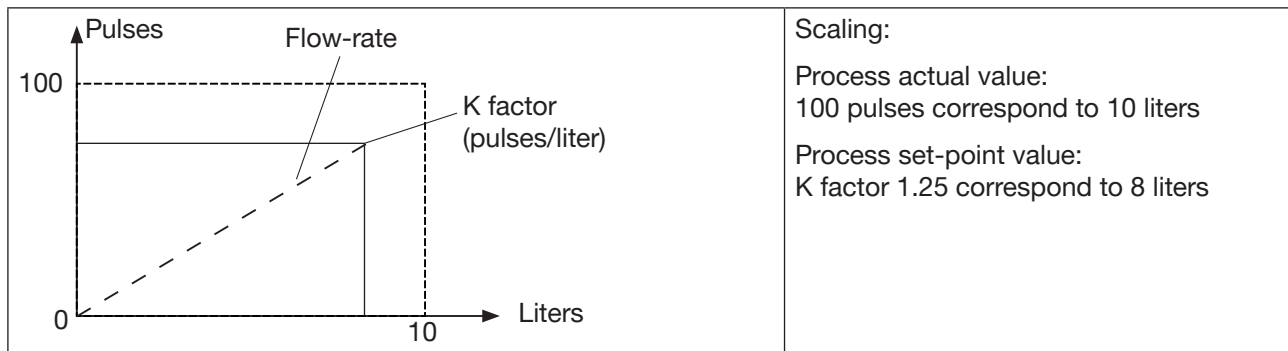 Pulses
Flow-rate
100
K factor
(pulses/liter)
0
10
Liters
Scaling:
Process actual value:
100 pulses correspond to 10 liters
Process set-point value:
K factor 1.25 correspond to 8 liters